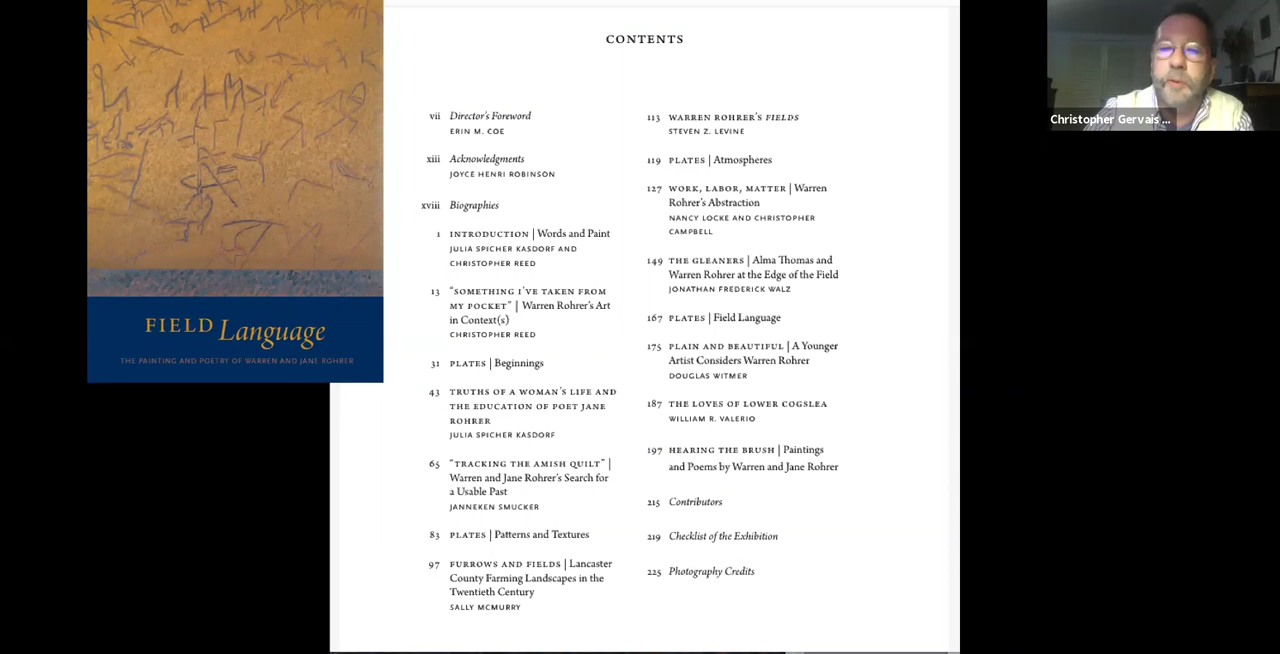 FIELD Language
THE PAINTING AND POETRY OF WARREN AND JANE ROHRER
CONTENTS
vii Director's Foreword
ERIN M. COE
xiii Acknowledgments
JOYCE HENRI ROBINSON
xviii Biographies
1 INTRODUCTION | Words and Paint
JULIA SPICHER KASDORF AND
CHRISTOPHER REED
13 "SOMETHING I'VE TAKEN FROM
MY POCKET" | Warren Rohrer's Art
in Context(s)
CHRISTOPHER REED
31 PLATES | Beginnings
43 TRUTHS OF A WOMAN'S LIFE AND
THE EDUCATION OF POET JANE
ROHRER
JULIA SPICHER KASDORF
65 "TRACKING THE AMISH QUILT" |
Warren and Jane Rohrer's Search for
a Usable Past
JANNEKEN SMUCKER
83 PLATES | Patterns and Textures
97 FURROWS AND FIELDS | Lancaster
County Farming Landscapes in the
Twentieth Century
SALLY MCMURRY
113 WARREN ROHRER'S FIELDS
STEVEN Z. LEVINE
119 PLATES | Atmospheres
127 WORK, LABOR, MATTER | Warren
Rohrer's Abstraction
NANCY LOCKE AND CHRISTOPHER
CAMPBELL
149 THE GLEANERS | Alma Thomas and
Warren Rohrer at the Edge of the Field
JONATHAN FREDERICK WALZ
167 PLATES | Field Language
175 PLAIN AND BEAUTIFUL | A Younger
Artist Considers Warren Rohrer
DOUGLAS WITMER
187 THE LOVES OF LOWER COGSLEA
WILLIAM R. VALERIO
197 HEARING THE BRUSH | Paintings
and Poems by Warren and Jane Rohrer
215 Contributors
219 Checklist of the Exhibition
225 Photography Credits
Christopher Gervais ...